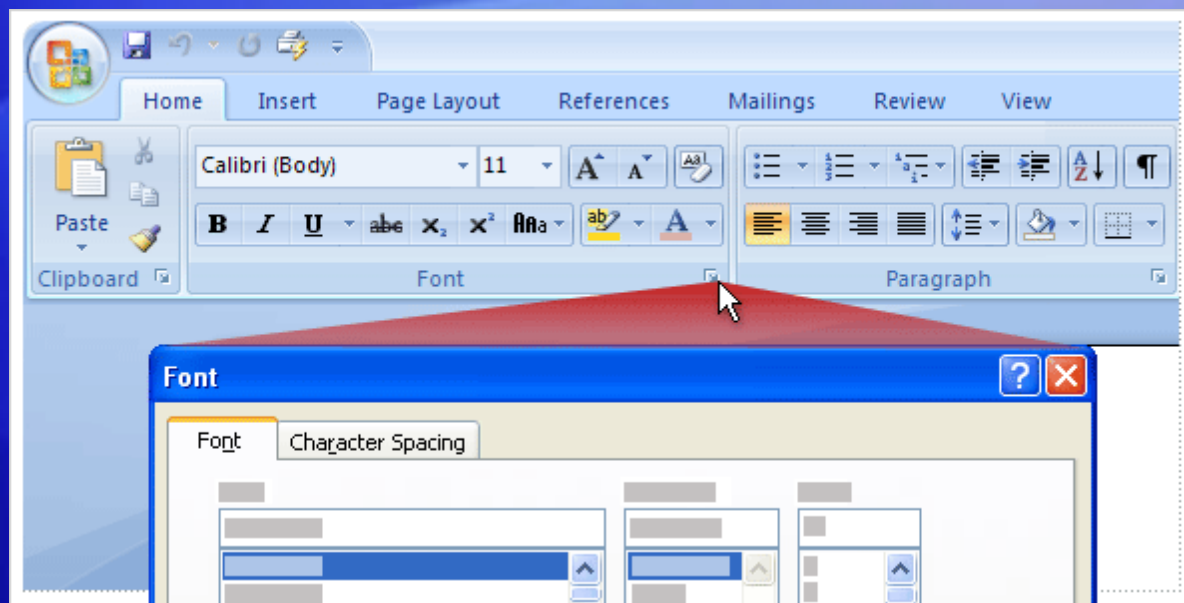 Home Insert Page Layout References Mailings Review View
Calibri (Body) 11
Paste
Clipboard Font Paragraph
Font
Font Character Spacing